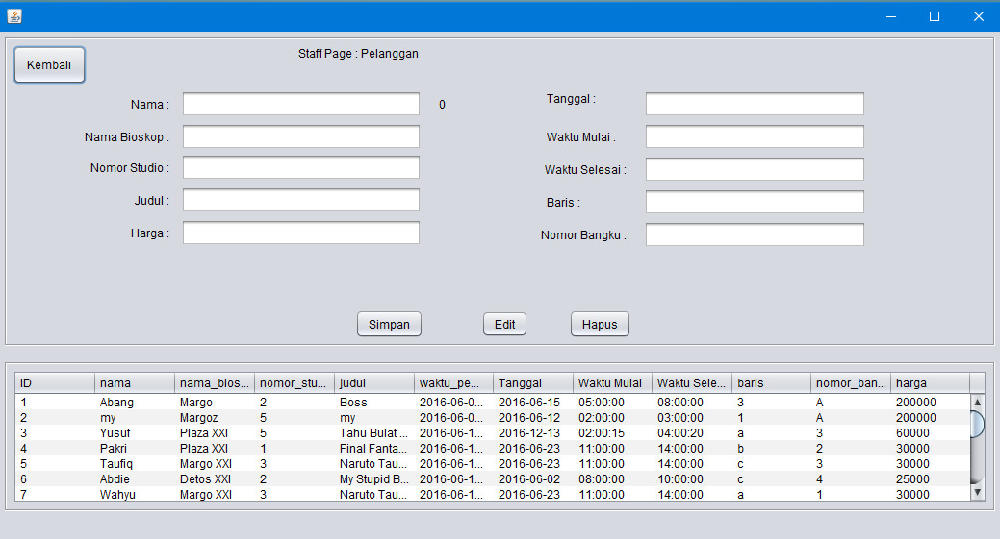 Staff Page : Pelanggan
Kembali
Nama : 0 Tanggal :
Nama Bioskop : Waktu Mulai :
Nomor Studio : Waktu Selesai :
Judul : Baris :
Harga : Nomor Bangku :
Simpan Edit Hapus
ID nama nama_bios... nomor_stu... judul waktu_pe... Tanggal Waktu Mulai Waktu Sele... baris nomor_ban... harga
1 Abang Margo 2 Boss 2016-06-0... 2016-06-15 05:00:00 08:00:00 3 A 200000
2 my Margoz 5 my 2016-06-0... 2016-06-12 02:00:00 03:00:00 1 A 200000
3 Yusuf Plaza XXI 5 Tahu Bulat ... 2016-06-1... 2016-12-13 02:00:15 04:00:20 a 3 60000
4 Pakri Plaza XXI 1 Final Fanta... 2016-06-1... 2016-06-23 11:00:00 14:00:00 b 2 30000
5 Taufiq Margo XXI 3 Naruto Tau... 2016-06-1... 2016-06-23 11:00:00 14:00:00 c 3 30000
6 Abdie Detos XXI 2 My Stupid B... 2016-06-1... 2016-06-02 08:00:00 10:00:00 c 4 25000
7 Wahyu Margo XXI 3 Naruto Tau... 2016-06-1... 2016-06-23 11:00:00 14:00:00 a 1 30000